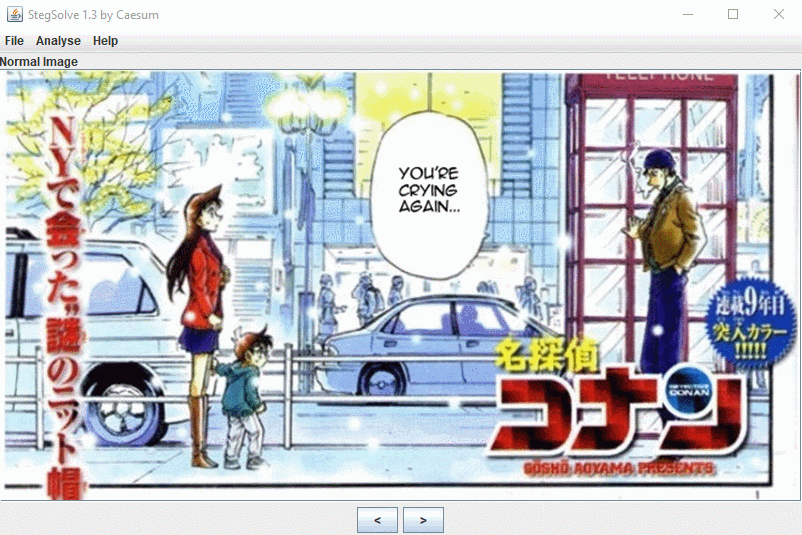 StegSolve 1.3 by Caesum
File Analyse Help
Normal Image
TELEPHONE
NYで会った"謎のニット帽
YOU'RE
CRYING
AGAIN...
連載9年目
突入カラー
!!!!!
名探偵
コナン
DETECTIVE
CONAN
GŌSHŌ AOYAMA PRESENTS
1
< >